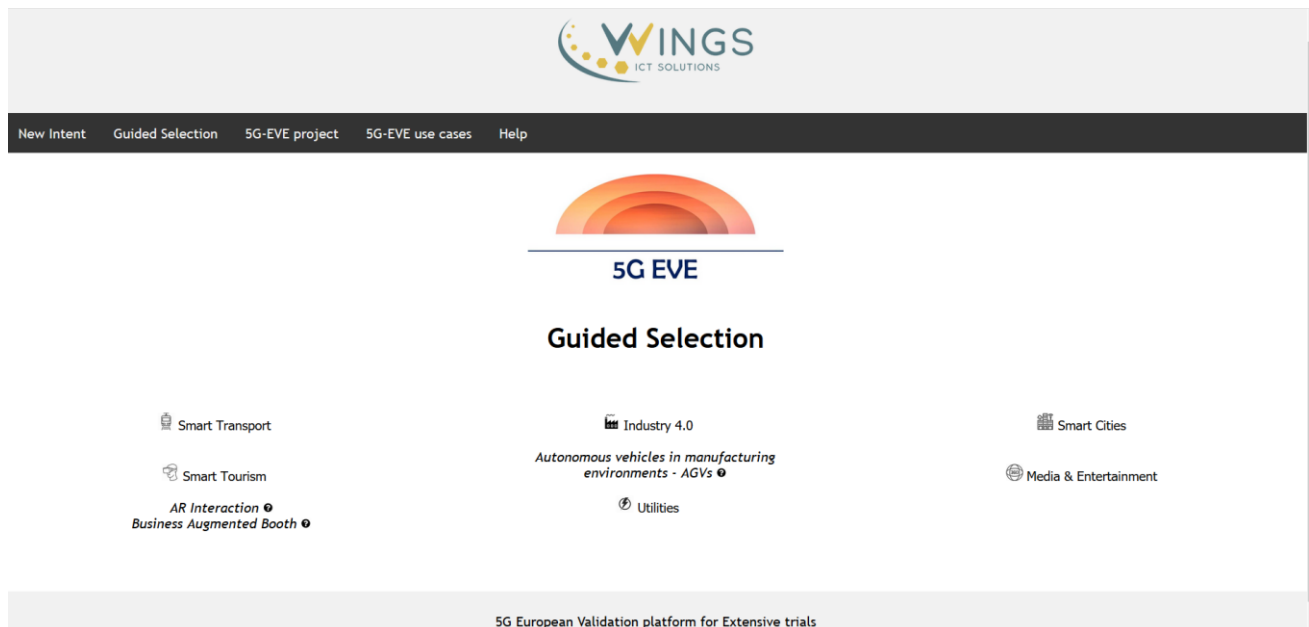 WINGS
ICT SOLUTIONS
New Intent Guided Selection 5G-EVE project 5G-EVE use cases Help
5G EVE
Guided Selection
Smart Transport
Smart Tourism
AR Interaction ?
Business Augmented Booth ?
Industry 4.0
Autonomous vehicles in manufacturing
environments - AGVs ?
Utilities
Smart Cities
Media & Entertainment
5G European Validation platform for Extensive trials